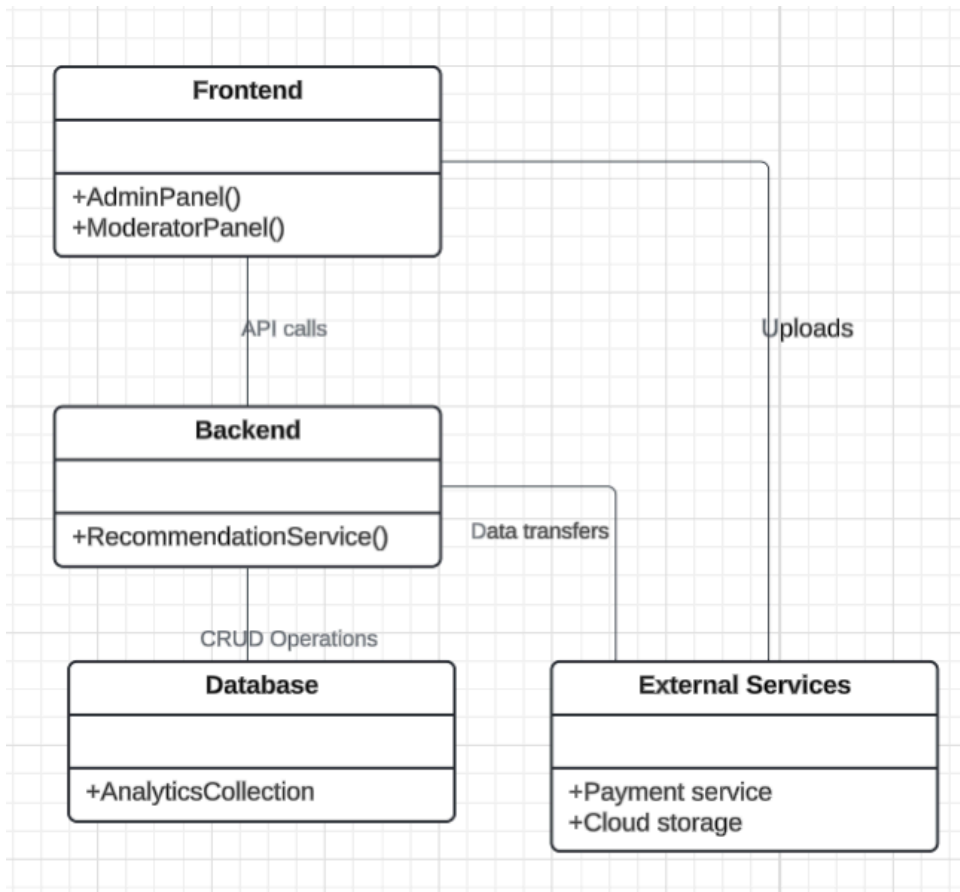 Frontend
+AdminPanel()
+ModeratorPanel()
API calls
Uploads
Backend
+RecommendationService()
Data transfers
CRUD Operations
Database
+AnalyticsCollection
External Services
+Payment service
+Cloud storage